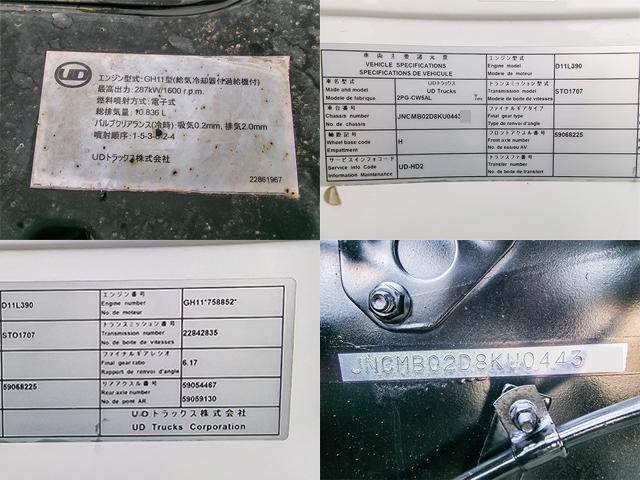 UD
エンジン型式:GH11型(給気冷却器付過給機付)
最高出力:287kW/1600 r.p.m.
燃料噴射方式:電子式
総排気量:10.836 L
バルブクリアランス(冷時):吸気0.2mm, 排気2.0mm
噴射順序:1-5-3-6-2-4
UDトラックス株式会社
22861967
車両主要諸元表
VEHICLE SPECIFICATIONS
SPECIFICATIONS DE VEHICULE
車名型式 UDトラックス
Made and model UD Trucks
Modele de fabrique 2PG-CW5AL
車台番号
Chassis number JNCMB02D8KU0443
No. de chassis
軸距記号
Wheel base code H
Empattment
サービスインフォコード
Service info Code UD-HD2
Information Maintenance
エンジン型式
Engine model D11L390
Modele de moteur
トランスミッション型式
Transmission model STO1707
Modele de boite de vitesses
ファイナルギアタイプ
Final gear type
Type de renvoi d'angle
フロントアクスル番号 59068225
Front axle number
No de essieu AV
トランスファ番号
Transfer number
No de boite de transfert
D11L390
エンジン番号
Engine number GH11*758852*
No. de moteur
STO1707
トランスミッション番号
Transmission number 22842835
No. de boite de vitesses
ファイナルギアレシオ
Final gear ratio 6.17
Rapport de renvoi d'angle
59068225
リアアクスル番号 59054467
Rear axle number
No. de pont AR. 59059130
UDトラックス株式会社
UD Trucks Corporation
JNCMB02D8KU0443